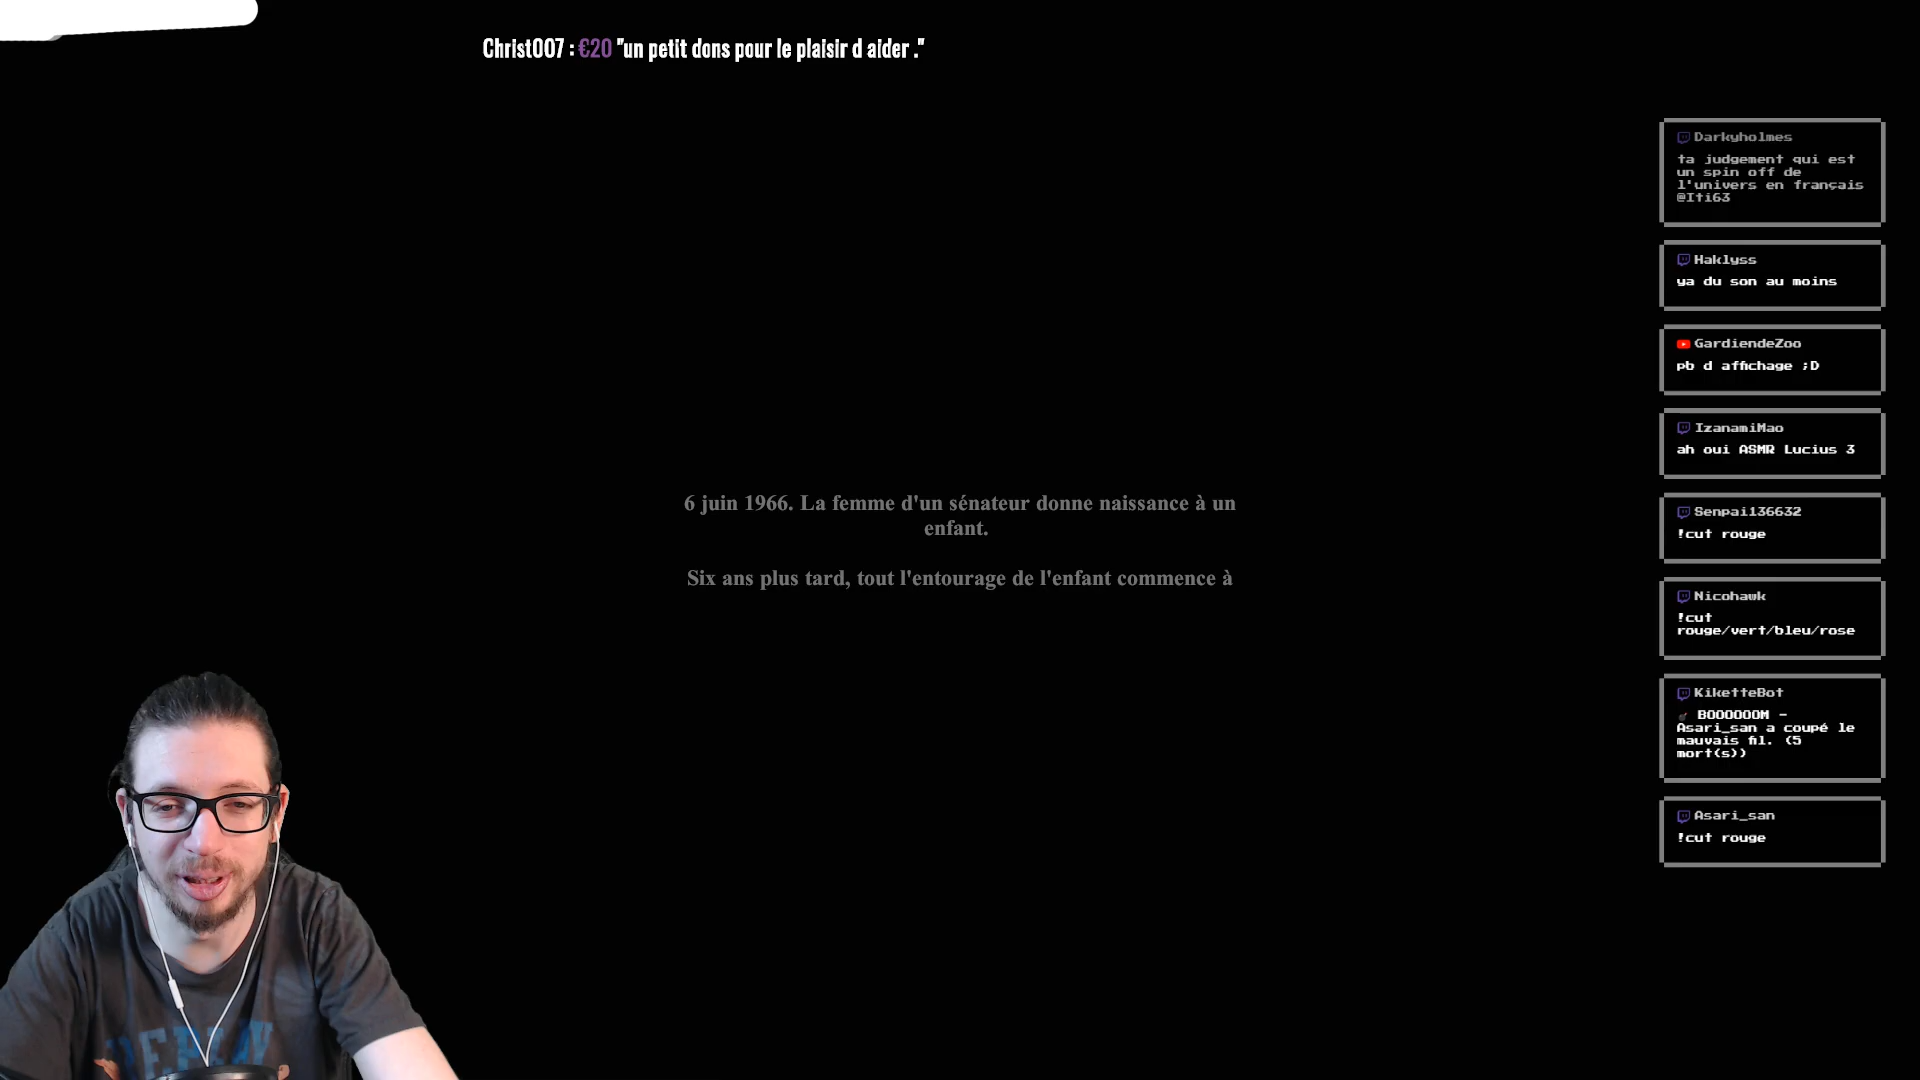 Christ007 : €20 "un petit dons pour le plaisir d aider ."
Darkyholmes
ta judgement qui est
un spin off de
l'univers en français
@Iti63
Haklyss
ya du son au moins
GardiendeZoo
pb d affichage ;D
IzanamiMao
ah oui ASMR Lucius 3
Senpai136632
!cut rouge
Nicohawk
!cut
rouge/vert/bleu/rose
KiketteBot
BOOOOOOM -
Asari_san a coupé le
mauvais fil. (5
mort(s))
Asari_san
!cut rouge
6 juin 1966. La femme d'un sénateur donne naissance à un
enfant.
Six ans plus tard, tout l'entourage de l'enfant commence à